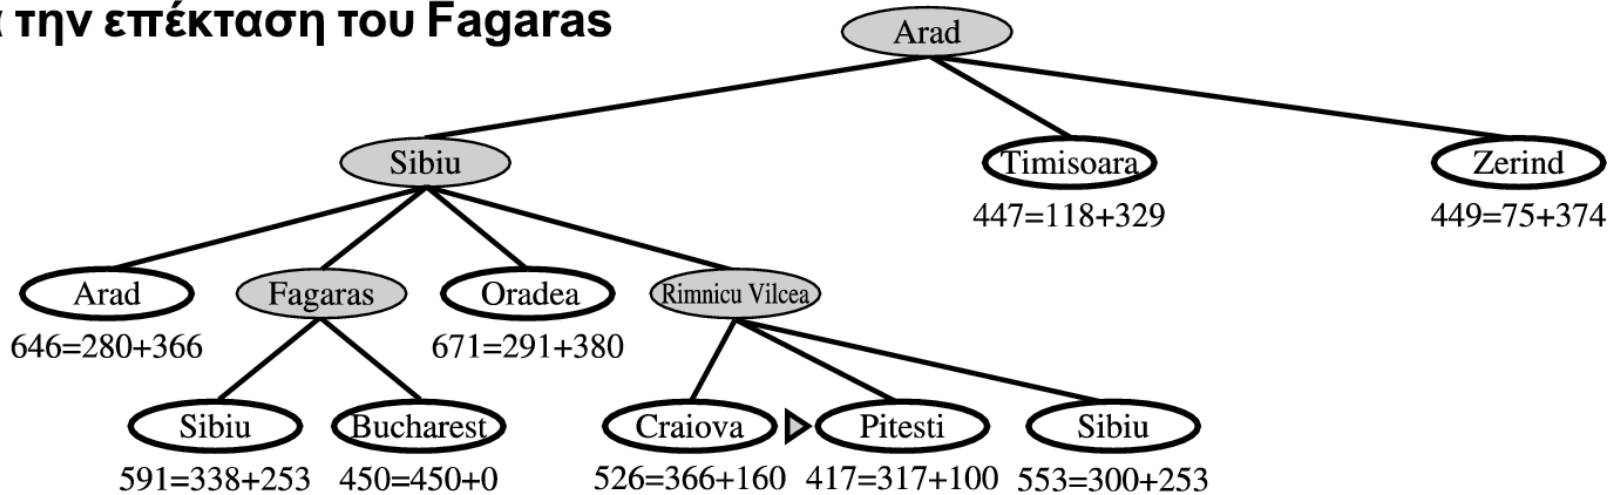 την επέκταση του Fagaras
Arad
Sibiu Timisoara Zerind
447=118+329 449=75+374
Arad Fagaras Oradea Rimnicu Vilcea
646=280+366 671=291+380
Sibiu Bucharest Craiova Pitesti Sibiu
591=338+253 450=450+0 526=366+160 417=317+100 553=300+253